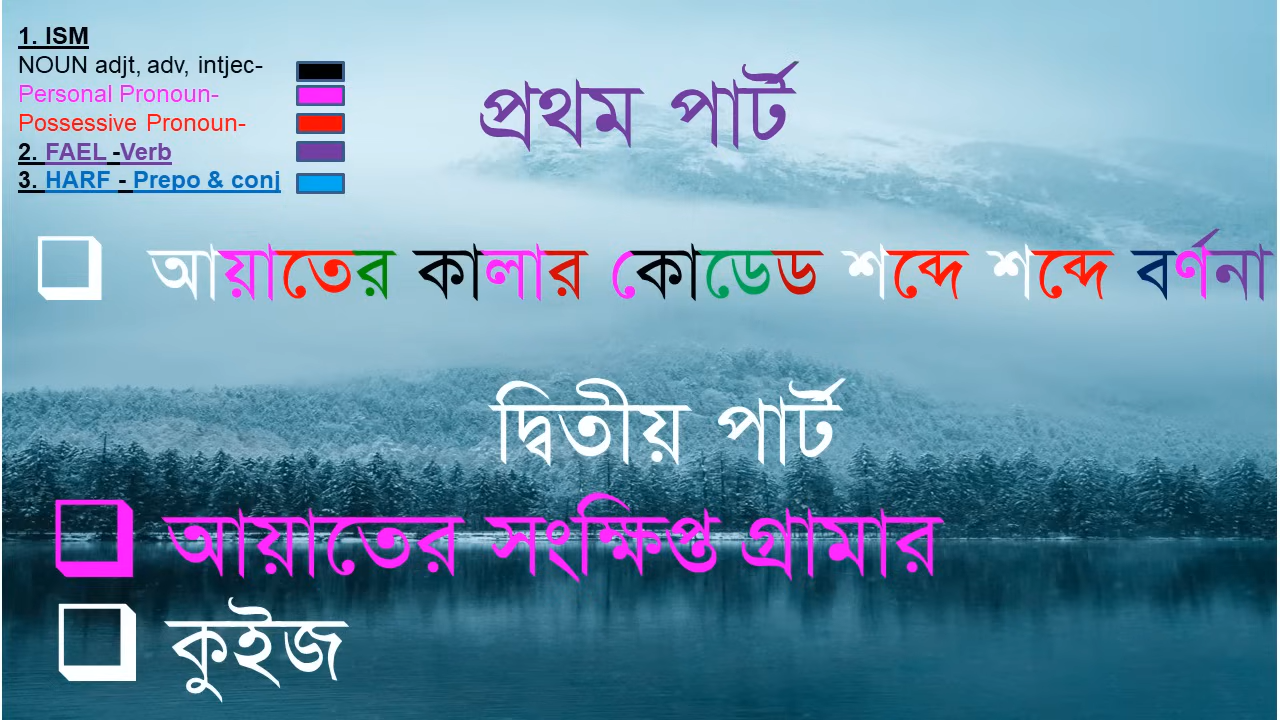 1. ISM
NOUN adjt, adv, intjec-
Personal Pronoun-
Possessive Pronoun-
2. FAEL -Verb
3. HARF - Prepo & conj
প্রথম পার্ট
আয়াতের কালার কোডেড শব্দে শব্দে বর্ণনা
দ্বিতীয় পার্ট
আয়াতের সংক্ষিপ্ত গ্রামার
কুইজ